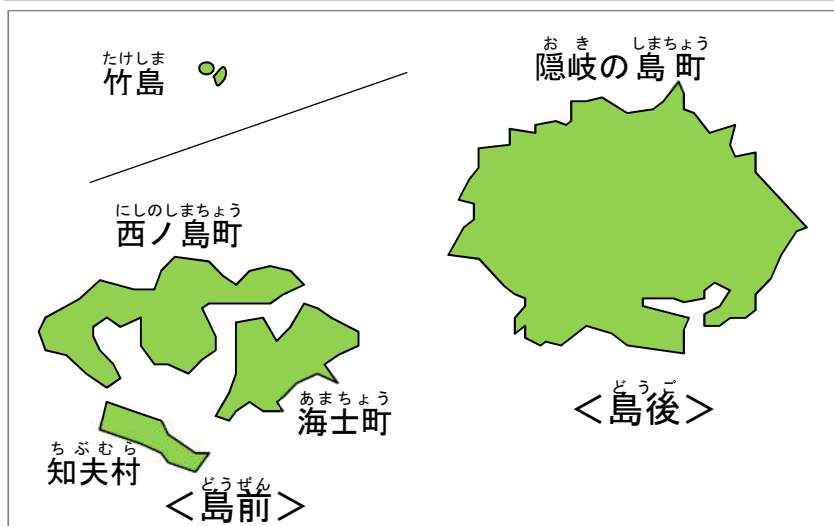 たけしま
竹島
おき しまちょう
隠岐の島町
にしのしまちょう
西ノ島町
あまちょう
海士町
どうご
＜島後＞
ちぶむら
知夫村
どうぜん
＜島前＞